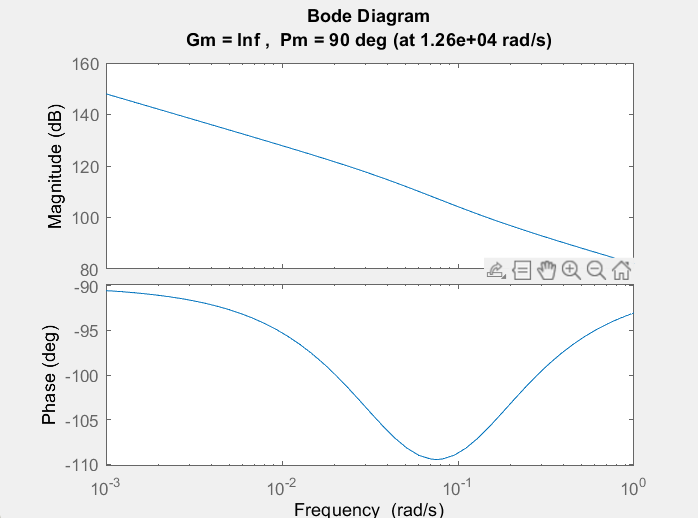 Bode Diagram
Gm = Inf ,  Pm = 90 deg (at 1.26e+04 rad/s)
160
140
120
100
80
Magnitude (dB)
-90
-95
-100
-105
-110
Phase (deg)
10^-3 10^-2 10^-1 10^0
Frequency  (rad/s)